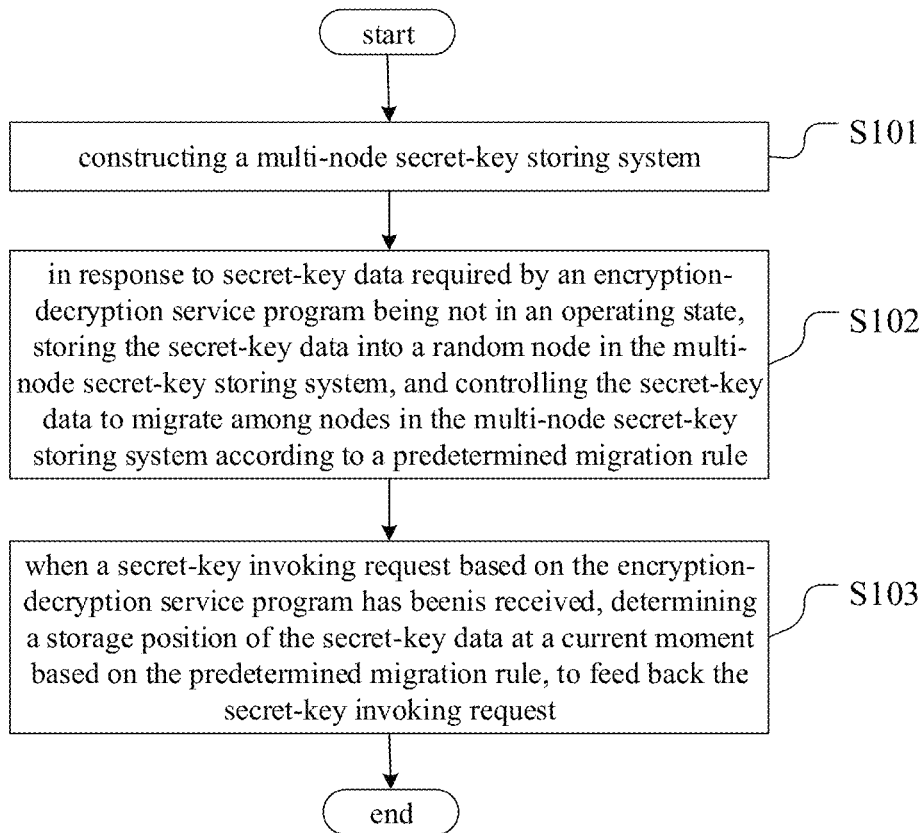 start
constructing a multi-node secret-key storing system
S101
in response to secret-key data required by an encryption-
decryption service program being not in an operating state,
storing the secret-key data into a random node in the multi-
node secret-key storing system, and controlling the secret-key
data to migrate among nodes in the multi-node secret-key
storing system according to a predetermined migration rule
S102
when a secret-key invoking request based on the encryption-
decryption service program has beenis received, determining
a storage position of the secret-key data at a current moment
based on the predetermined migration rule, to feed back the
secret-key invoking request
S103
end